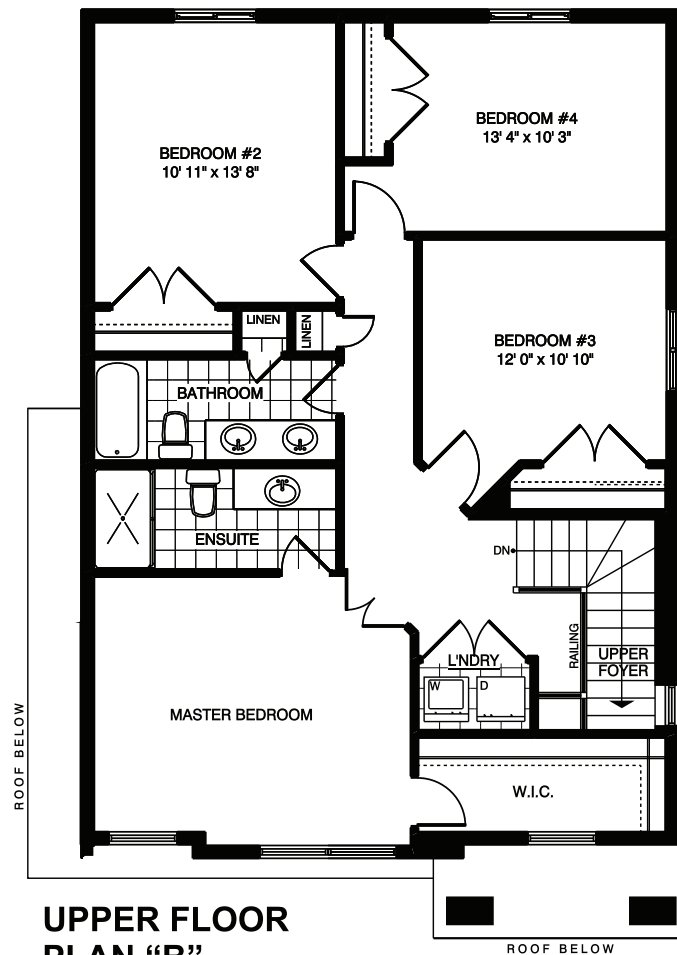 BEDROOM #4
13' 4" x 10' 3"
BEDROOM #2
10' 11" x 13' 8"
LINEN
LINEN
BEDROOM #3
12' 0" x 10' 10"
BATHROOM
ENSUITE
DN
RAILING
UPPER
FOYER
L'NDRY
W
D
MASTER BEDROOM
ROOF BELOW
W.I.C.
UPPER FLOOR
PLAN “B”
ROOF BELOW